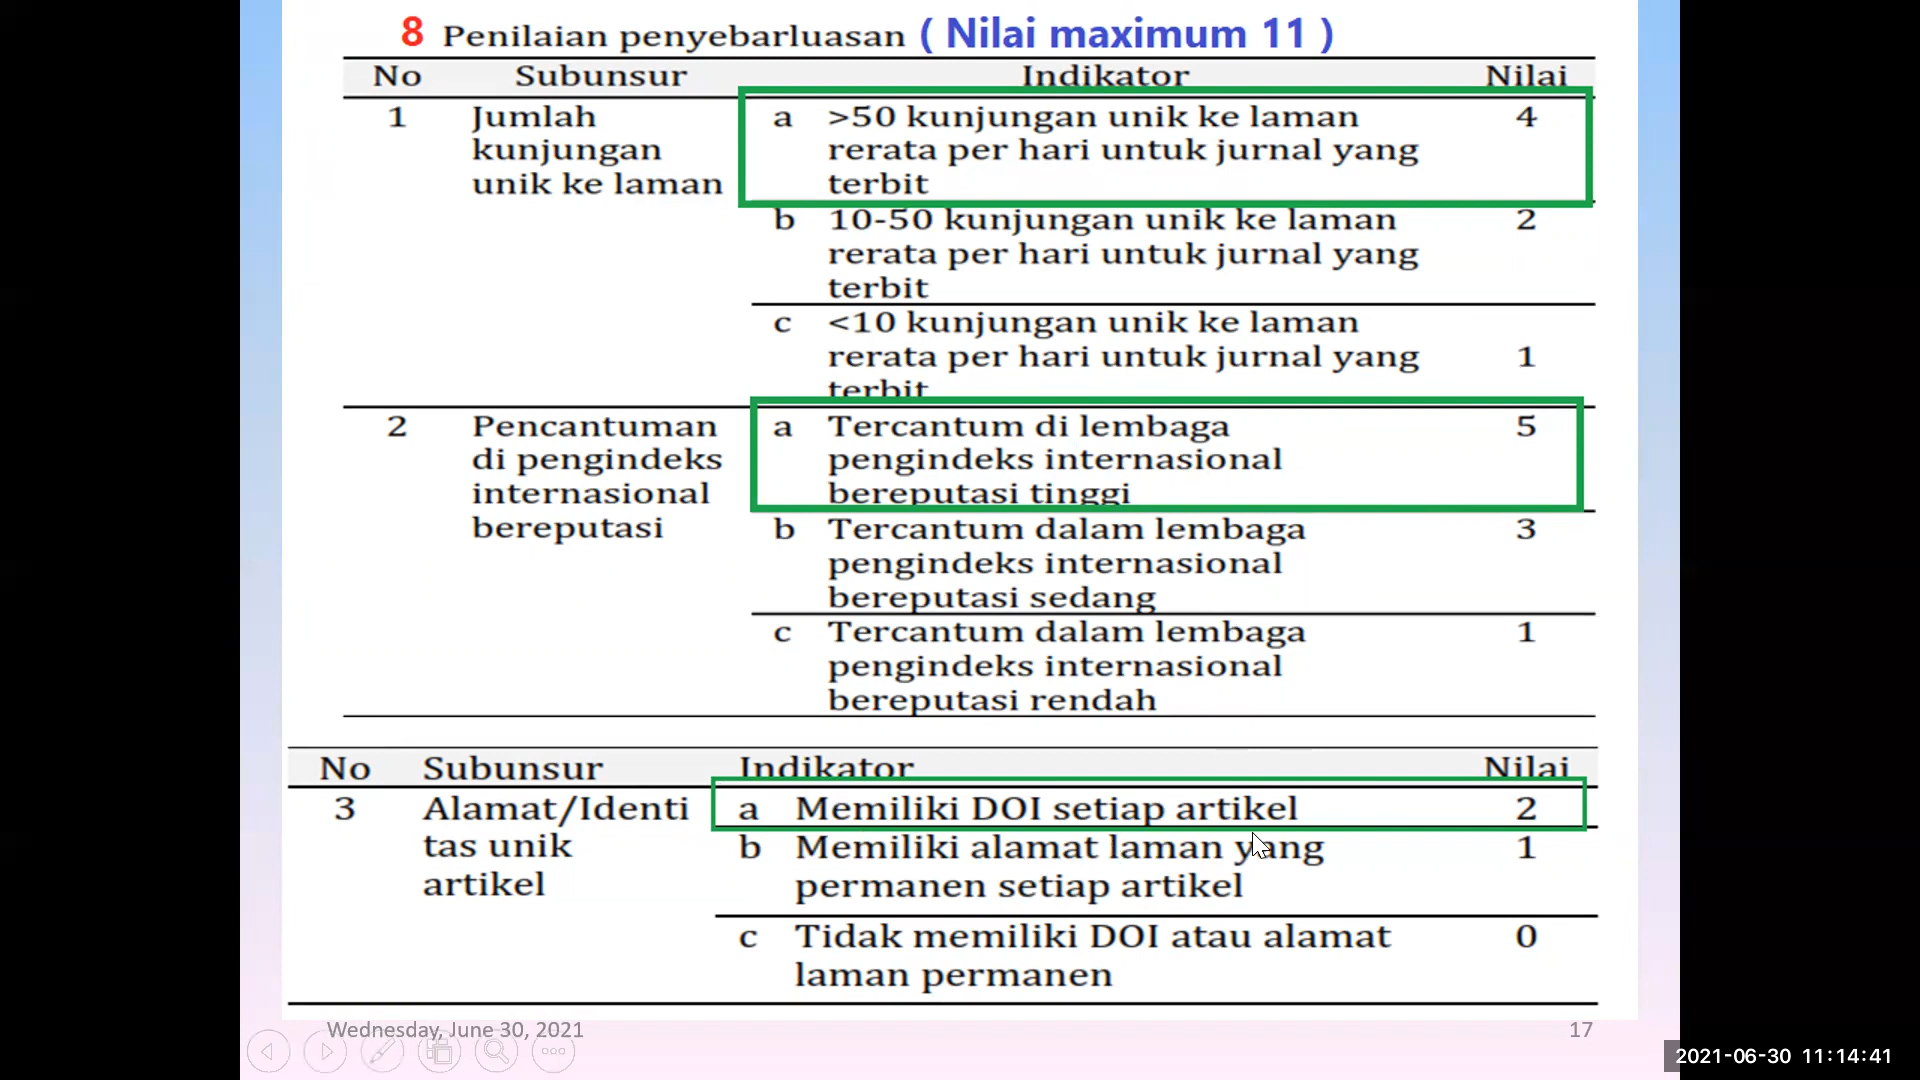 8 Penilaian penyebarluasan ( Nilai maximum 11 )
No Subunsur Indikator Nilai
1 Jumlah a >50 kunjungan unik ke laman 4
kunjungan rerata per hari untuk jurnal yang
unik ke laman terbit
b 10-50 kunjungan unik ke laman 2
rerata per hari untuk jurnal yang
terbit
c <10 kunjungan unik ke laman
rerata per hari untuk jurnal yang 1
terbit
2 Pencantuman a Tercantum di lembaga 5
di pengindeks pengindeks internasional
internasional bereputasi tinggi
bereputasi b Tercantum dalam lembaga 3
pengindeks internasional
bereputasi sedang
c Tercantum dalam lembaga 1
pengindeks internasional
bereputasi rendah
No Subunsur Indikator Nilai
3 Alamat/Identi a Memiliki DOI setiap artikel 2
tas unik b Memiliki alamat laman yang 1
artikel permanen setiap artikel
c Tidak memiliki DOI atau alamat 0
laman permanen
Wednesday, June 30, 2021 17
2021-06-30 11:14:41